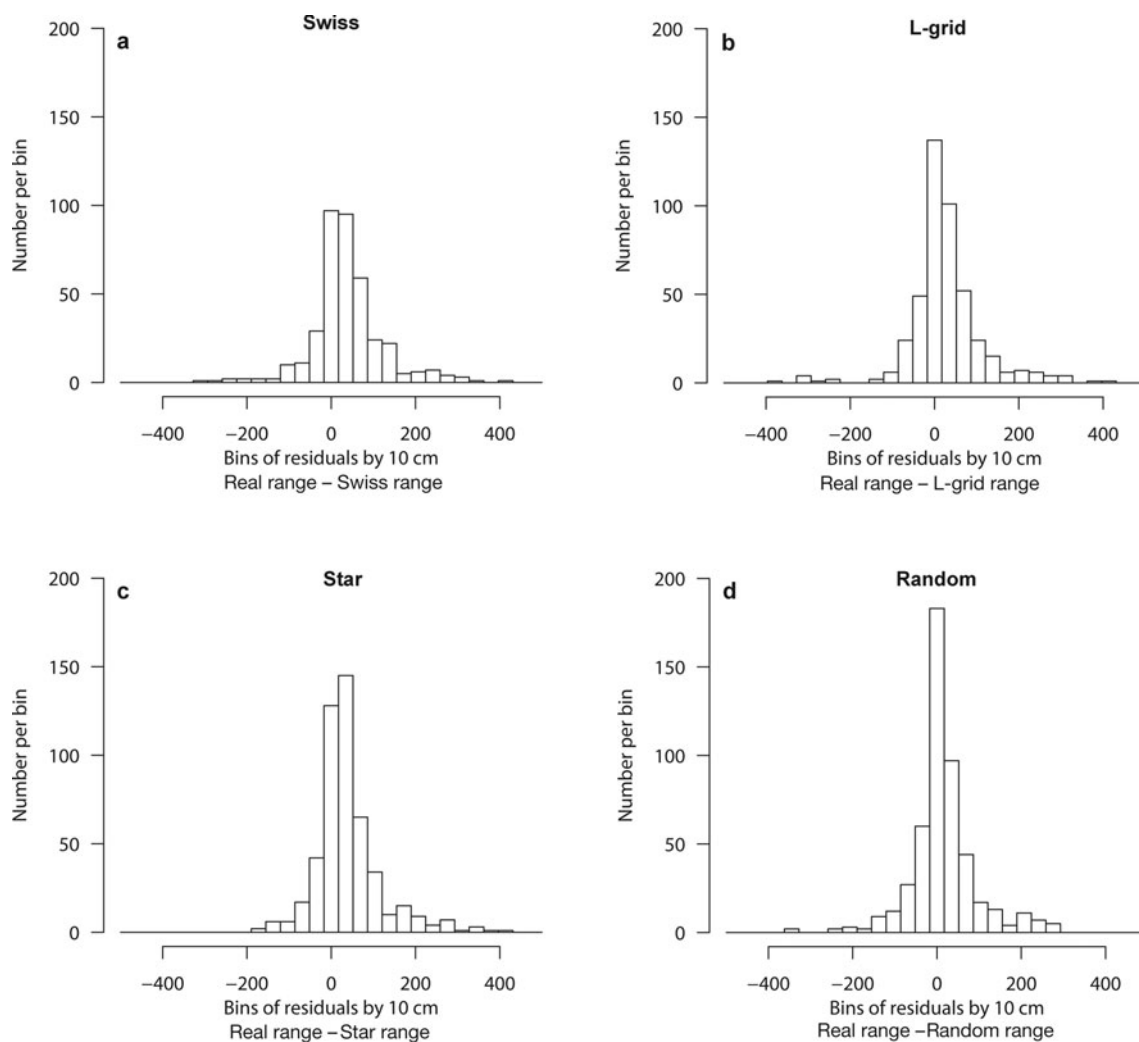 Swiss
a
200
150
100
50
0
Number per bin
−400 −200 0 200 400
Bins of residuals by 10 cm
Real range – Swiss range
L-grid
b
200
150
100
50
0
Number per bin
−400 −200 0 200 400
Bins of residuals by 10 cm
Real range – L-grid range
Star
c
200
150
100
50
0
Number per bin
−400 −200 0 200 400
Bins of residuals by 10 cm
Real range –Star range
Random
d
200
150
100
50
0
Number per bin
−400 −200 0 200 400
Bins of residuals by 10 cm
Real range –Random range